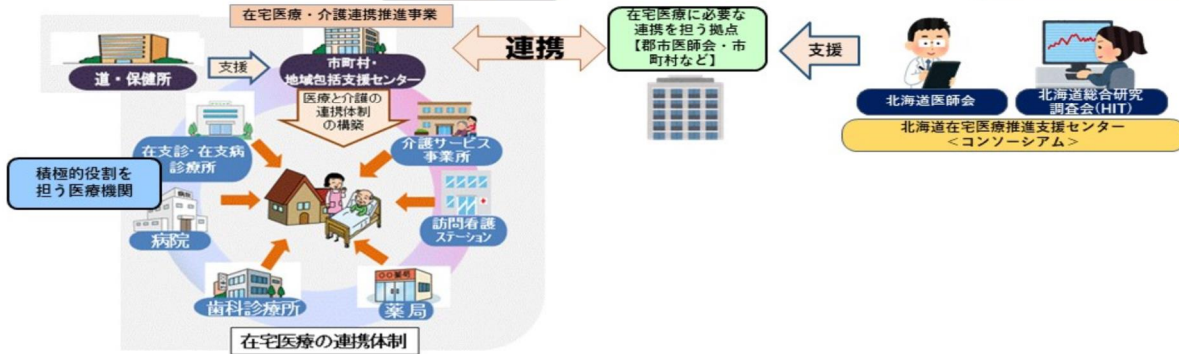 在宅医療・介護連携推進事業
道・保健所
支援
市町村・
地域包括支援センター
医療と介護の
連携体制
の構築
連携
在宅医療に必要な
連携を担う拠点
【郡市医師会・市
町村など】
支援
北海道医師会
北海道総合研究
調査会(HIT)
北海道在宅医療推進支援センター
＜コンソーシアム＞
積極的役割を
担う医療機関
在支診・在支病
診療所
介護サービス
事業所
病院
訪問看護
ステーション
歯科診療所
〇〇薬局
薬局
在宅医療の連携体制